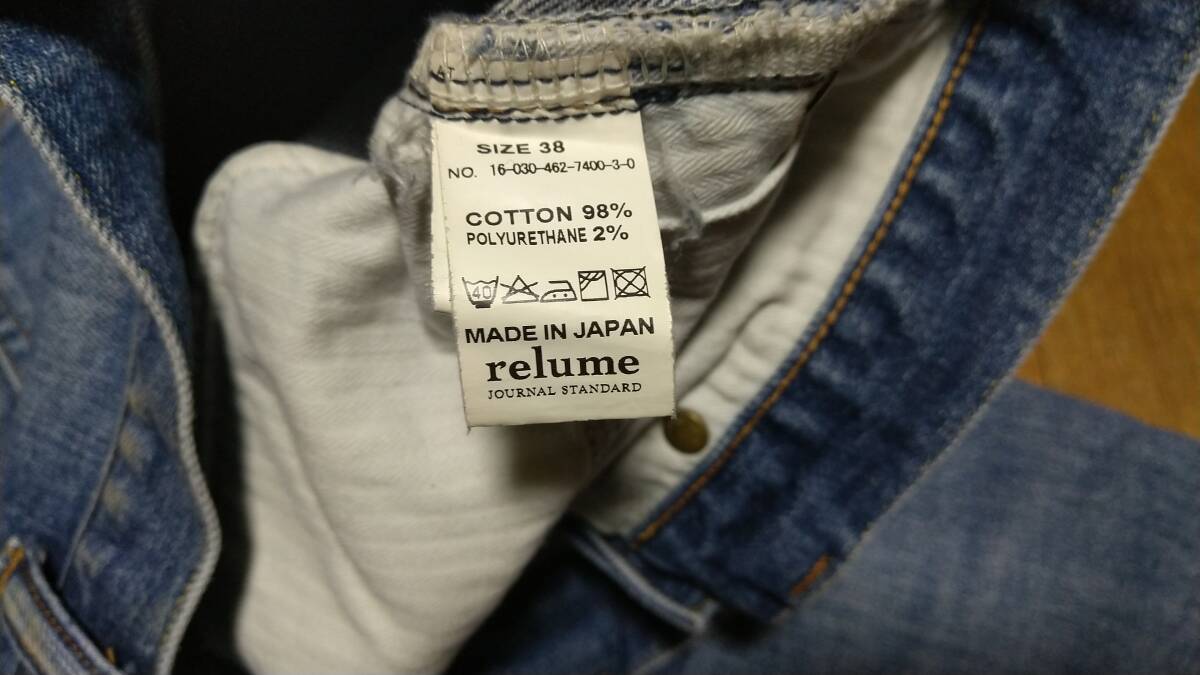 SIZE 38
NO. 16-030-462-7400-3-0
COTTON 98%
POLYURETHANE 2%
40
MADE IN JAPAN
relume
JOURNAL STANDARD